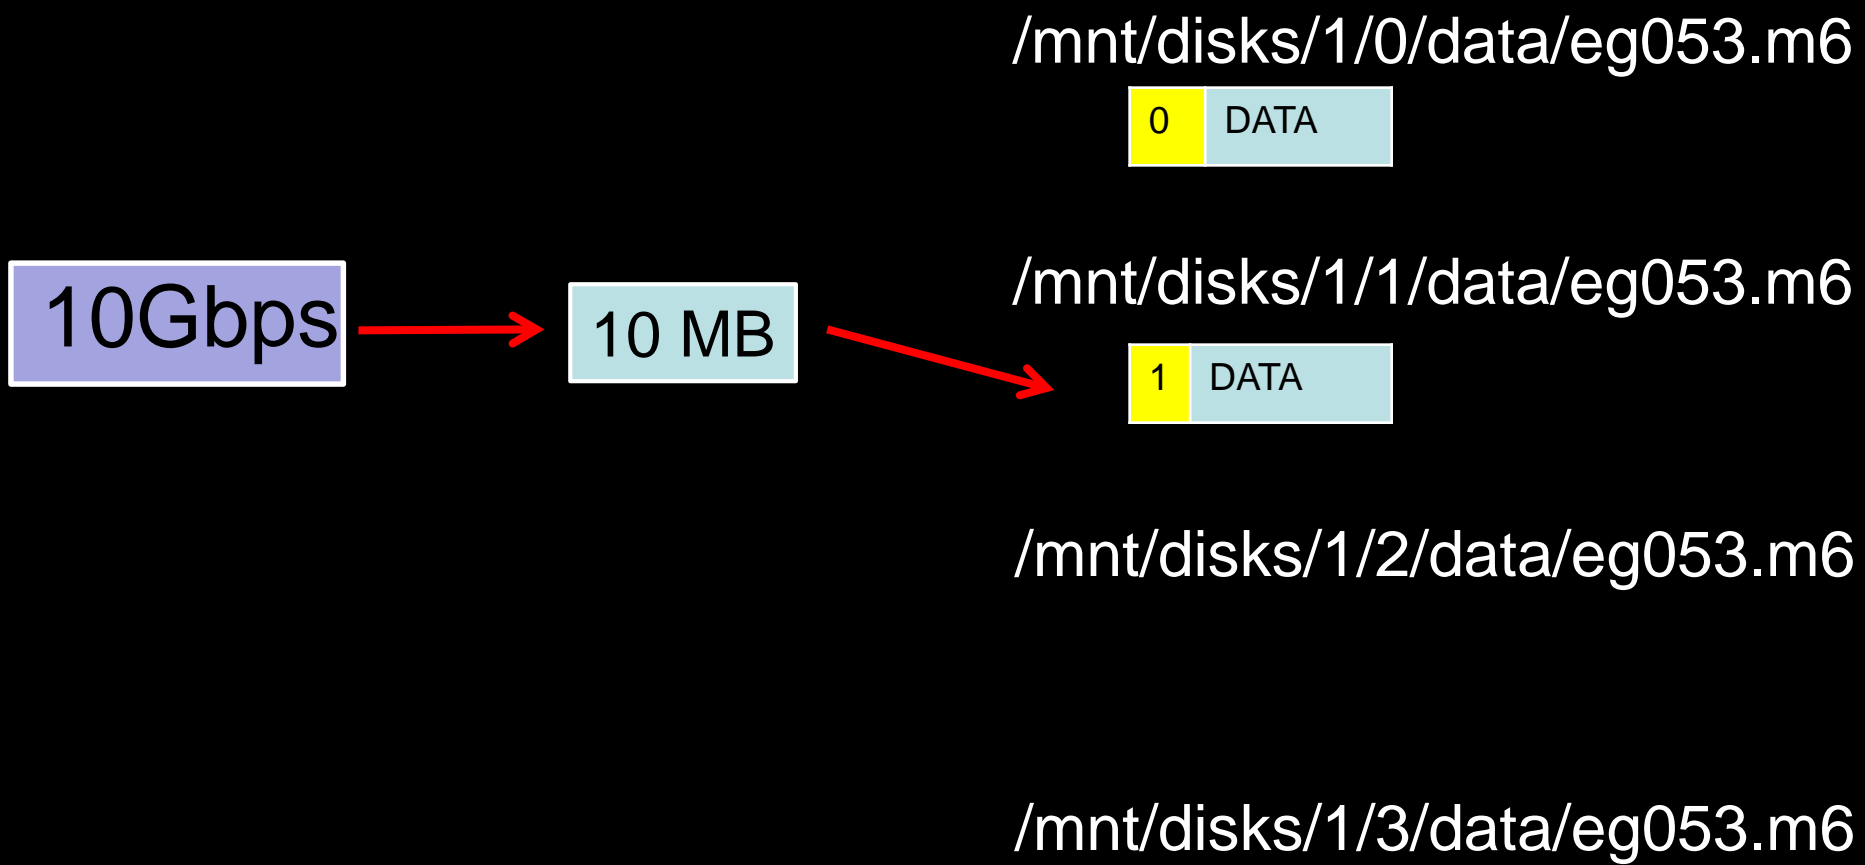 /mnt/disks/1/0/data/eg053.m6
0 DATA
/mnt/disks/1/1/data/eg053.m6
10Gbps
10 MB
1 DATA
/mnt/disks/1/2/data/eg053.m6
/mnt/disks/1/3/data/eg053.m6